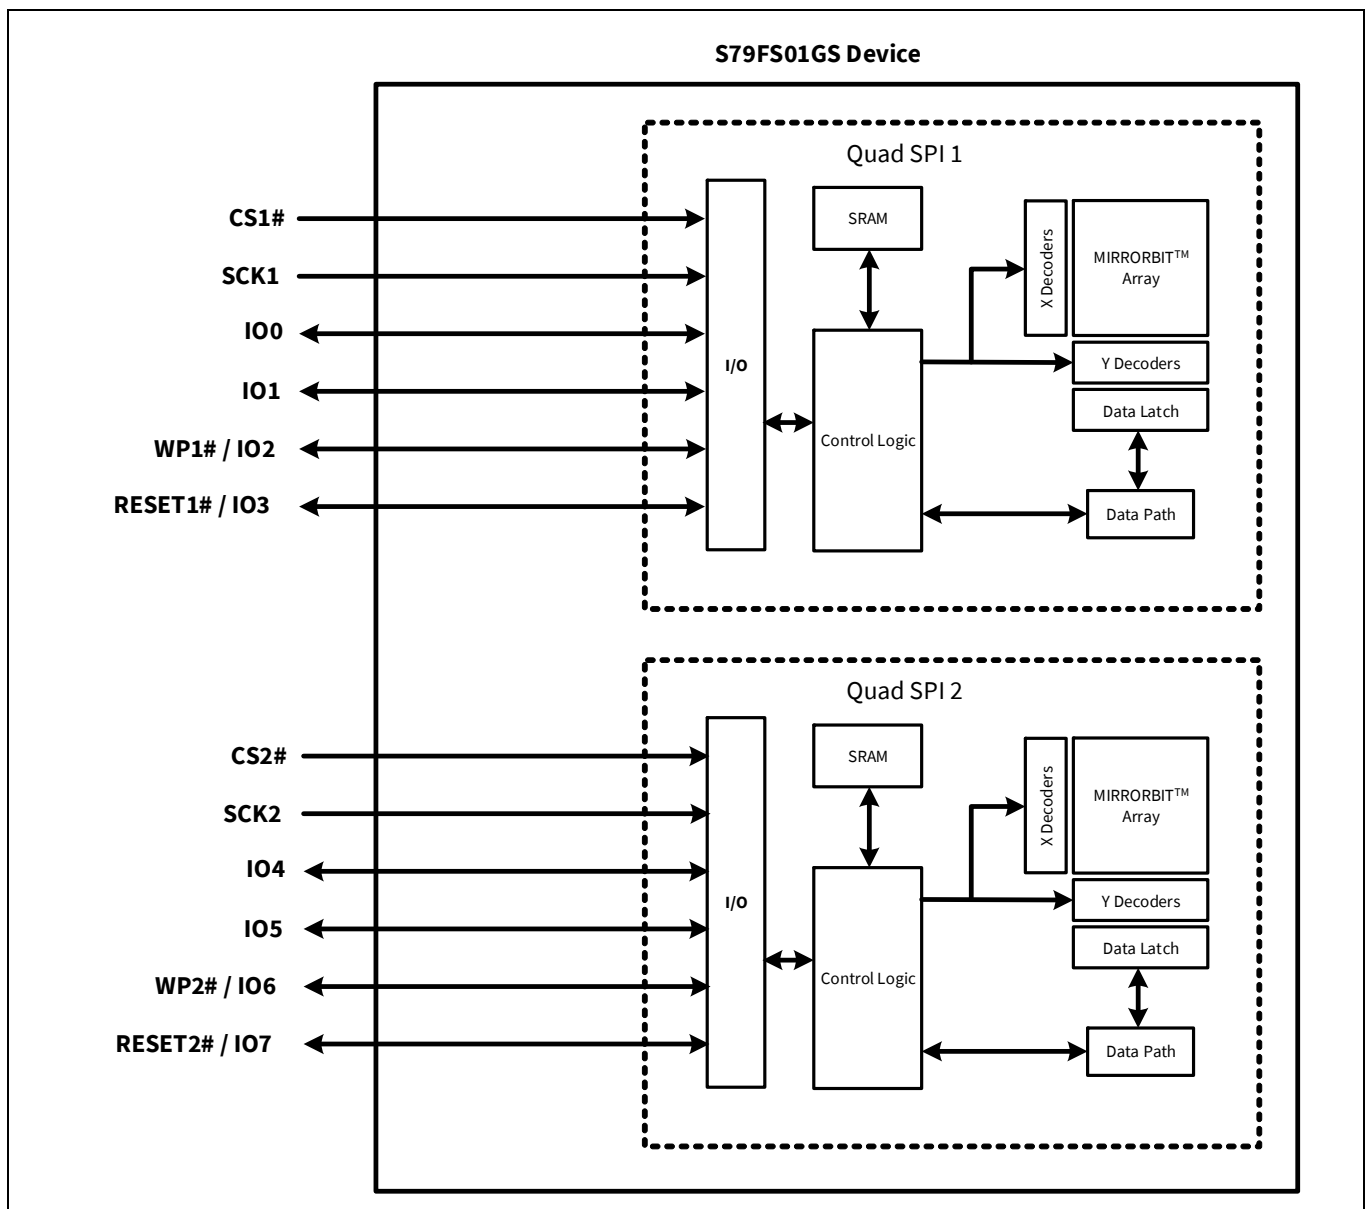 S79FS01GS Device
Quad SPI 1
CS1#
SCK1
IO0
IO1
WP1# / IO2
RESET1# / IO3
I/O
SRAM
Control Logic
X Decoders
MIRRORBIT™
Array
Y Decoders
Data Latch
Data Path
Quad SPI 2
CS2#
SCK2
IO4
IO5
WP2# / IO6
RESET2# / IO7
I/O
SRAM
Control Logic
X Decoders
MIRRORBIT™
Array
Y Decoders
Data Latch
Data Path